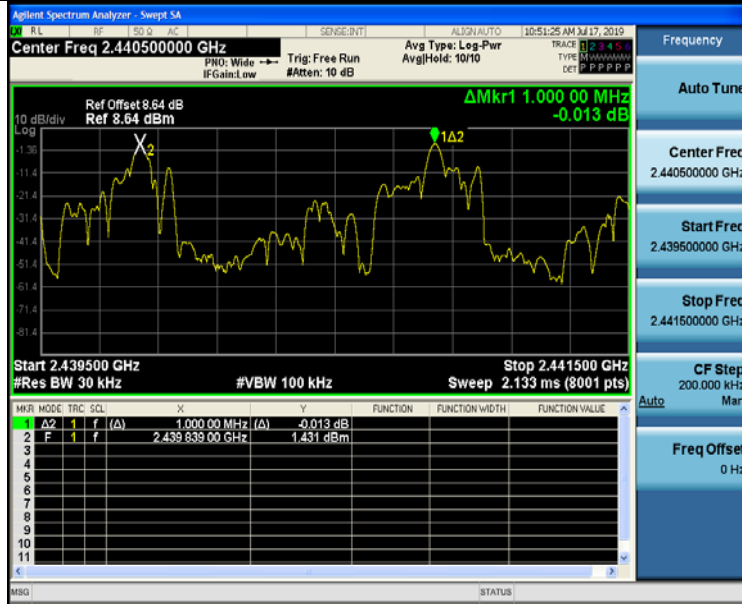 Agilent Spectrum Analyzer - Swept SA
RL RF 50 Ω AC SENSE:INT ALIGN AUTO 10:51:25 AM Jul 17, 2019
Center Freq 2.440500000 GHz
PNO: Wide
IFGain:Low
Trig: Free Run
#Atten: 10 dB
Avg Type: Log-Pwr
Avg|Hold: 10/10
TRACE 1 2 3 4 5 6
TYPE M W W W W W
DET P P P P P P
Frequency
Auto Tune
Center Freq
2.440500000 GHz
Start Freq
2.439500000 GHz
Stop Freq
2.441500000 GHz
CF Step
200.000 kHz
Auto Man
Freq Offset
0 Hz
Ref Offset 8.64 dB
10 dB/div Ref 8.64 dBm
Log
ΔMkr1 1.000 00 MHz
-0.013 dB
1Δ2
2
-1.36
-11.4
-21.4
-31.4
-41.4
-51.4
-61.4
-71.4
-81.4
Start 2.439500 GHz Stop 2.441500 GHz
#Res BW 30 kHz #VBW 100 kHz Sweep 2.133 ms (8001 pts)
MKR MODE TRC SCL X Y FUNCTION FUNCTION WIDTH FUNCTION VALUE
1 Δ2 1 f (Δ) 1.000 00 MHz (Δ) -0.013 dB
2 F 1 f 2.439 839 00 GHz 1.431 dBm
3
4
5
6
7
8
9
10
11
MSG STATUS